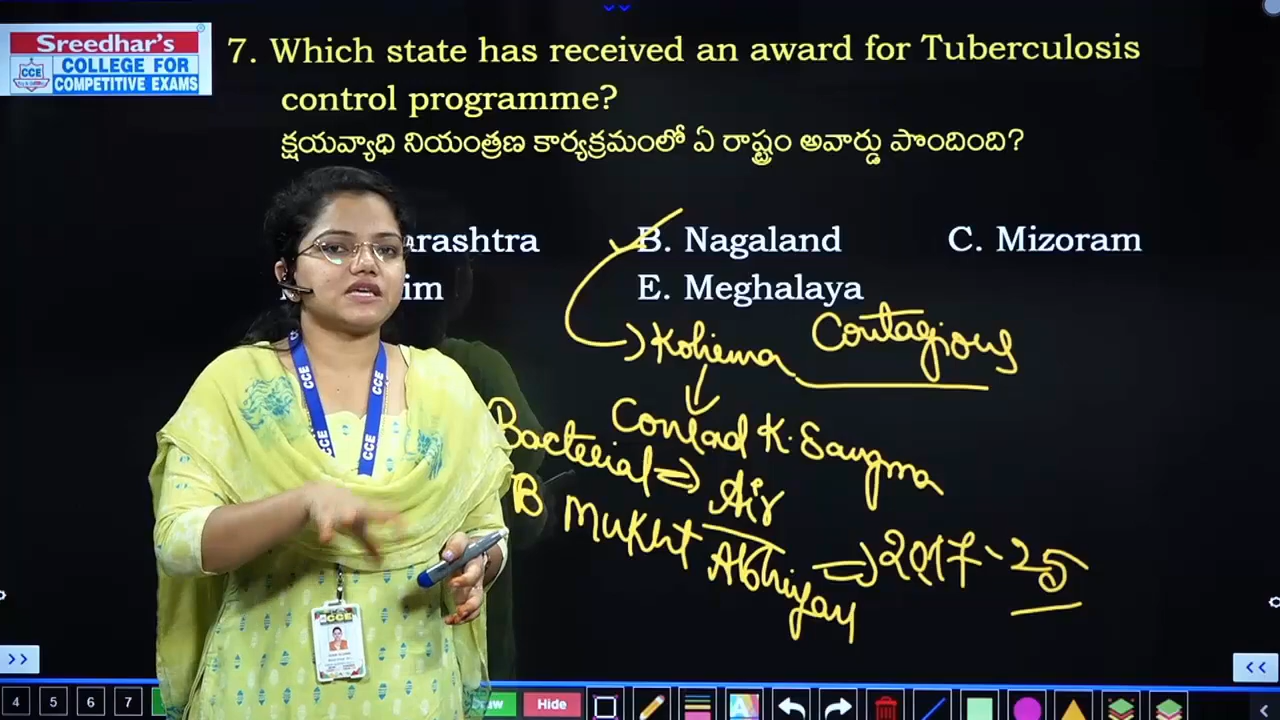 Sreedhar's
CCE
COLLEGE FOR
COMPETITIVE EXAMS
7. Which state has received an award for Tuberculosis
control programme?
క్షయవ్యాధి నియంత్రణ కార్యక్రమంలో ఏ రాష్ట్రం అవార్డు పొందింది?
arashtra B. Nagaland C. Mizoram
im E. Meghalaya
Kohima Contagious
Conrad K. Sangma
Bacterial ⇒ Air
B Mukht Abhiyan ⇒ 2017-25
CCE
CCE
CCE
CCE
>> <<
4 5 6 7 Hide